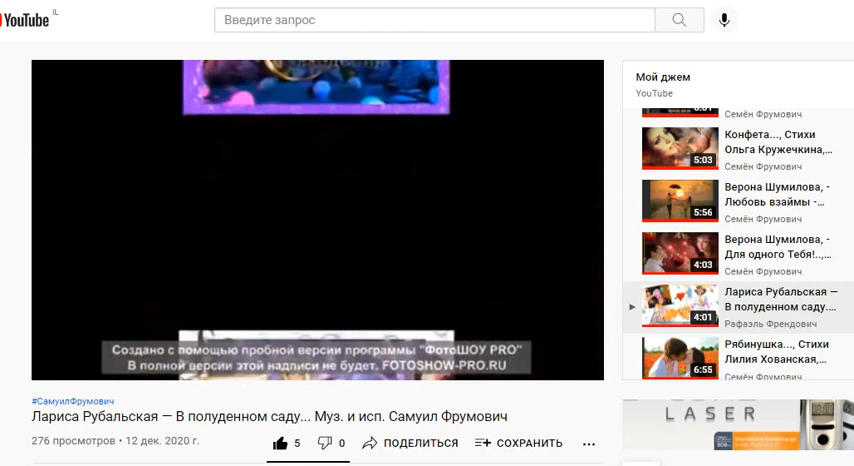 YouTube IL
Введите запрос
Создано с помощью пробной версии программы "ФотоШОУ PRO"
В полной версии этой надписи не будет. FOTOSHOW-PRO.RU
#СамуилФрумович
Лариса Рубальская — В полуденном саду... Муз. и исп. Самуил Фрумович
276 просмотров • 12 дек. 2020 г.
5
0
ПОДЕЛИТЬСЯ
СОХРАНИТЬ
Мой джем
YouTube
Семён Фрумович
5:03
Конфета..., Стихи
Ольга Кружечкина,...
Семён Фрумович
5:56
Верона Шумилова, -
Любовь взаймы -...
Семён Фрумович
4:03
Верона Шумилова, -
Для одного Тебя!..,...
Семён Фрумович
4:01
Лариса Рубальская —
В полуденном саду....
Рафаэль Френдович
6:55
Рябинушка..., Стихи
Лилия Хованская,...
Семён Фрумович
LASER